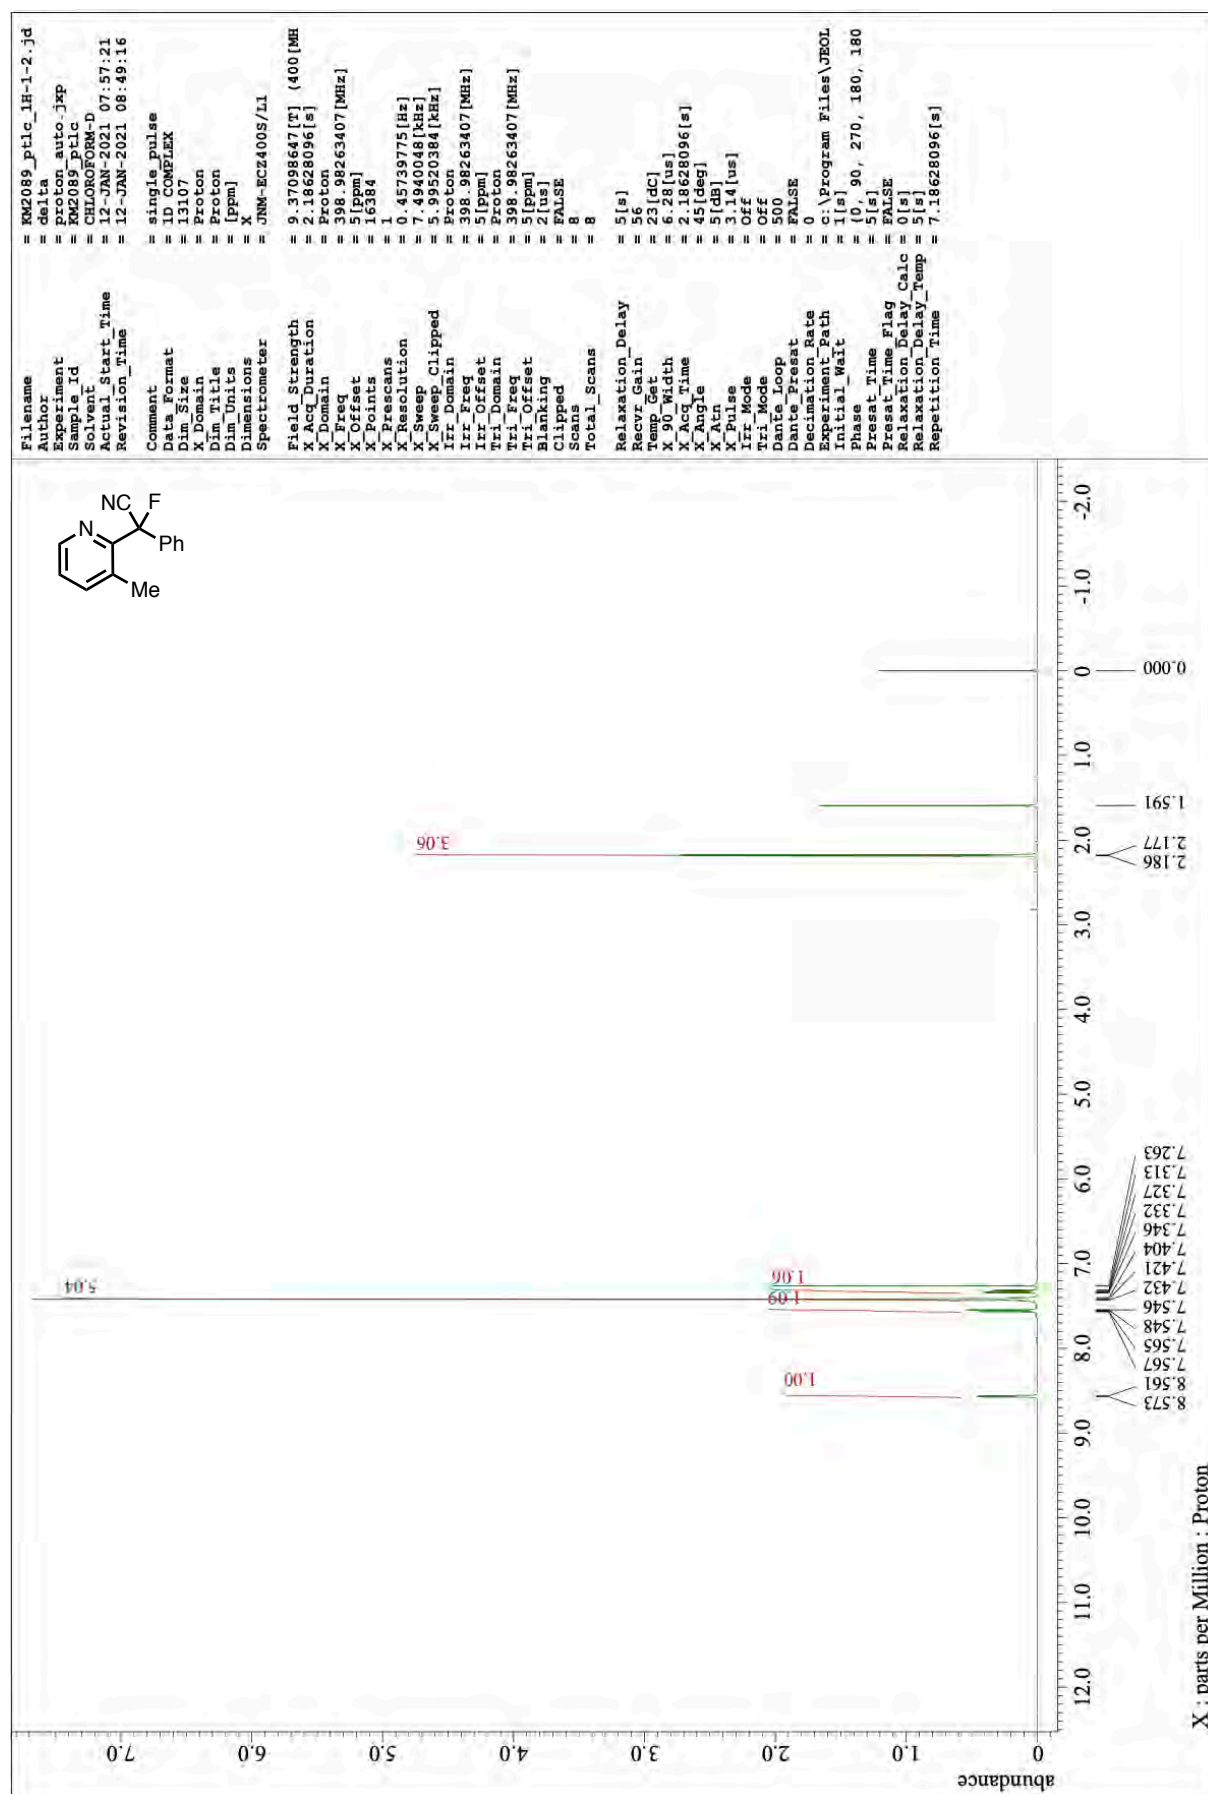 Filename = KM2089_ptlc_1H-1-2.jd
Author = delta
Experiment = proton_auto.jxp
Sample_Id = KM2089_ptlc
Solvent = CHLOROFORM-D
Actual_Start_Time = 12-JAN-2021 07:57:21
Revision_Time = 12-JAN-2021 08:49:16
Comment = single_pulse
Data_Format = 1D COMPLEX
Dim_Size = 13107
X_Domain = Proton
Dim_Title = Proton
Dim_Units = [ppm]
Dimensions = X
Spectrometer = JNM-ECZ400S/L1
Field_Strength = 9.37098647[T] (400[MH
X_Acq_Duration = 2.18628096[s]
X_Domain = Proton
X_Freq = 398.98263407[MHz]
X_Offset = 5[ppm]
X_Points = 16384
X_Prescans = 1
X_Resolution = 0.45739775[Hz]
X_Sweep = 7.4940048[kHz]
X_Sweep_Clipped = 5.99520384[kHz]
Irr_Domain = Proton
Irr_Freq = 398.98263407[MHz]
Irr_Offset = 5[ppm]
Tri_Domain = Proton
Tri_Freq = 398.98263407[MHz]
Tri_Offset = 5[ppm]
Blanking = 2[us]
Clipped = FALSE
Scans = 8
Total_Scans = 8
Relaxation_Delay = 5[s]
Recvr_Gain = 56
Temp_Get = 23[dC]
X_90_Width = 6.28[us]
X_Acq_Time = 2.18628096[s]
X_Angle = 45[deg]
X_Atn = 5[dB]
X_Pulse = 3.14[us]
Irr_Mode = Off
Tri_Mode = Off
Dante_Loop = 500
Dante_Presat = FALSE
Decimation_Rate = 0
Experiment_Path = c:\Program Files\JEOL
Initial_Wait = 1[s]
Phase = {0, 90, 270, 180, 180
Presat_Time = 5[s]
Presat_Time_Flag = FALSE
Relaxation_Delay_Calc = 0[s]
Relaxation_Delay_Temp = 5[s]
Repetition_Time = 7.18628096[s]
NC F
N
Ph
Me
5.04
1.00
1.09
1.06
3.06
abundance
0 1.0 2.0 3.0 4.0 5.0 6.0 7.0
12.0 11.0 10.0 9.0 8.0 7.0 6.0 5.0 4.0 3.0 2.0 1.0 0 -1.0 -2.0
8.573
8.561
7.567
7.565
7.548
7.546
7.432
7.421
7.404
7.346
7.332
7.327
7.313
7.263
2.186
2.177
1.591
0.000
X : parts per Million : Proton